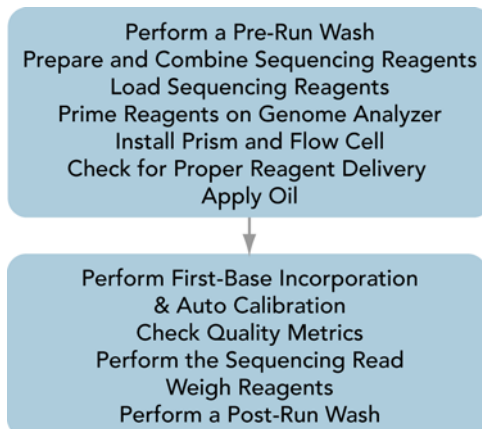 Perform a Pre-Run Wash
Prepare and Combine Sequencing Reagents
Load Sequencing Reagents
Prime Reagents on Genome Analyzer
Install Prism and Flow Cell
Check for Proper Reagent Delivery
Apply Oil
Perform First-Base Incorporation
& Auto Calibration
Check Quality Metrics
Perform the Sequencing Read
Weigh Reagents
Perform a Post-Run Wash